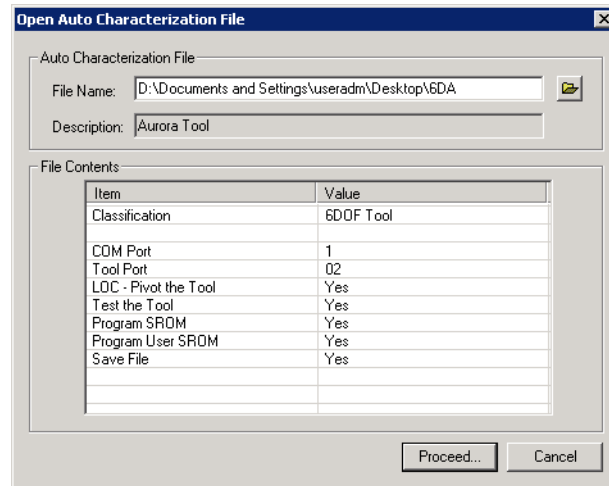 Open Auto Characterization File
Auto Characterization File
File Name: D:\Documents and Settings\useradm\Desktop\6DA
Description: Aurora Tool
File Contents
Item Value
Classification 6DOF Tool
COM Port 1
Tool Port 02
LOC - Pivot the Tool Yes
Test the Tool Yes
Program SROM Yes
Program User SROM Yes
Save File Yes
Proceed... Cancel